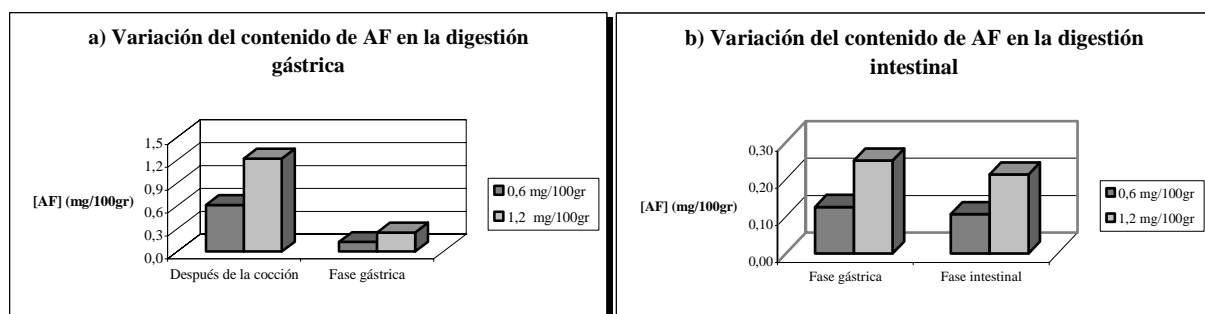 a) Variación del contenido de AF en la digestión
gástrica
1,5
1,2
0,9
0,6
0,3
0,0
[AF] (mg/100gr)
Después de la cocción
Fase gástrica
0,6 mg/100gr
1,2 mg/100gr
b) Variación del contenido de AF en la digestión
intestinal
0,30
0,20
0,10
0,00
[AF] (mg/100gr)
Fase gástrica
Fase intestinal
0,6 mg/100gr
1,2 mg/100gr